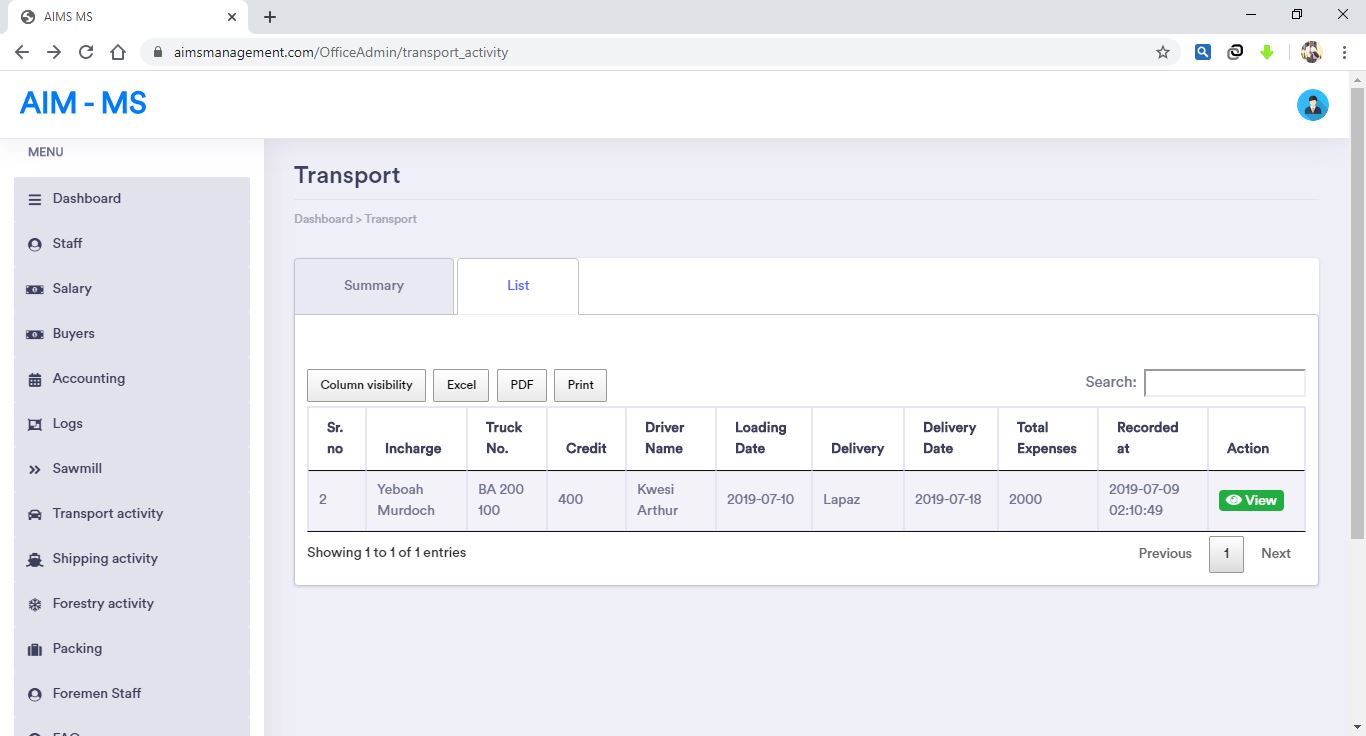 AIMS MS
aimsmanagement.com/OfficeAdmin/transport_activity
AIM - MS
MENU
Dashboard
Staff
Salary
Buyers
Accounting
Logs
Sawmill
Transport activity
Shipping activity
Forestry activity
Packing
Foremen Staff
Transport
Dashboard > Transport
Summary List
Column visibility Excel PDF Print Search:
Sr. Truck Driver Loading Delivery Total Recorded
no Incharge No. Credit Name Date Delivery Date Expenses at Action
2 Yeboah BA 200 400 Kwesi 2019-07-10 Lapaz 2019-07-18 2000 2019-07-09 View
Murdoch 100 Arthur 02:10:49
Showing 1 to 1 of 1 entries Previous 1 Next